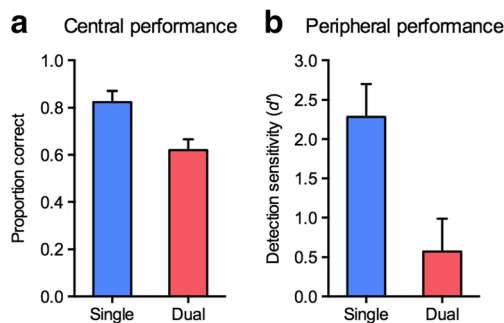 a Central performance
Proportion correct
1.0
0.8
0.6
0.4
0.2
0.0
Single Dual
b Peripheral performance
Detection sensitivity (d′)
3.0
2.5
2.0
1.5
1.0
0.5
0.0
Single Dual